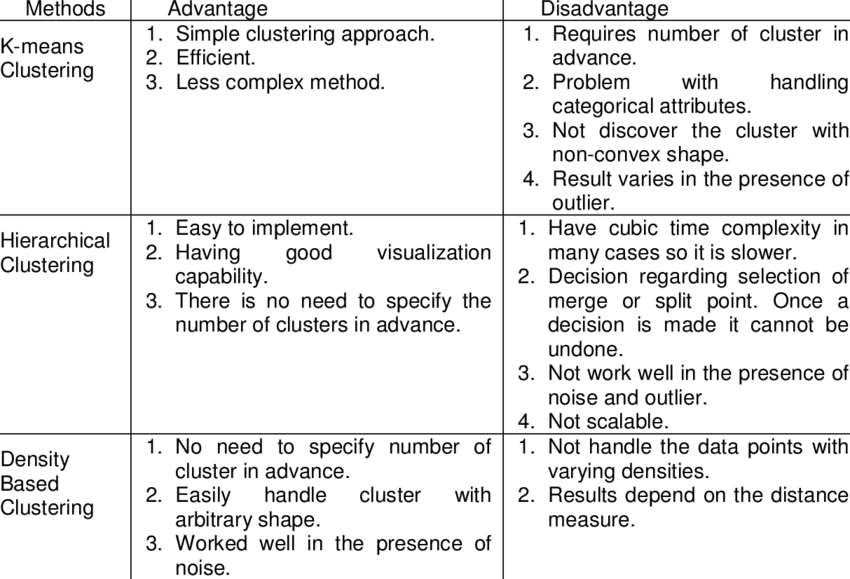 Methods Advantage Disadvantage
K-means
Clustering
1. Simple clustering approach.
2. Efficient.
3. Less complex method.
1. Requires number of cluster in
advance.
2. Problem with handling
categorical attributes.
3. Not discover the cluster with
non-convex shape.
4. Result varies in the presence of
outlier.
Hierarchical
Clustering
1. Easy to implement.
2. Having good visualization
capability.
3. There is no need to specify the
number of clusters in advance.
1. Have cubic time complexity in
many cases so it is slower.
2. Decision regarding selection of
merge or split point. Once a
decision is made it cannot be
undone.
3. Not work well in the presence of
noise and outlier.
4. Not scalable.
Density
Based
Clustering
1. No need to specify number of
cluster in advance.
2. Easily handle cluster with
arbitrary shape.
3. Worked well in the presence of
noise.
1. Not handle the data points with
varying densities.
2. Results depend on the distance
measure.